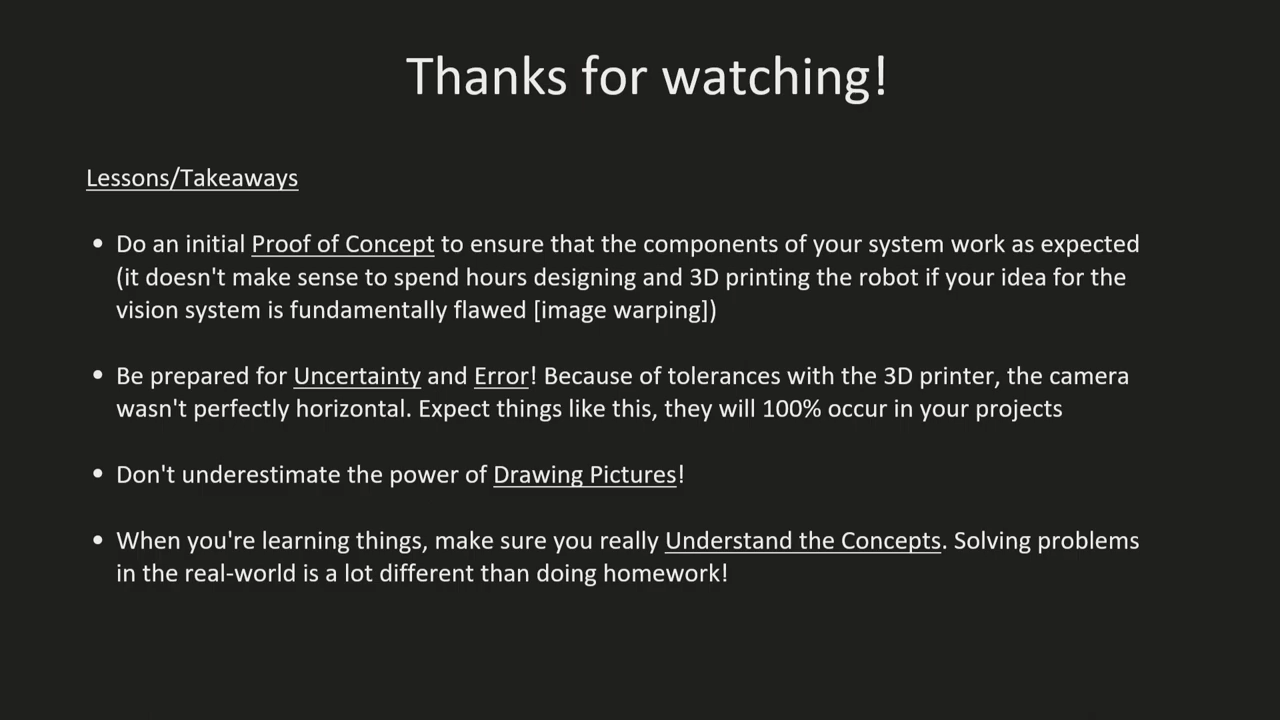 Thanks for watching!
Lessons/Takeaways
• Do an initial Proof of Concept to ensure that the components of your system work as expected
(it doesn't make sense to spend hours designing and 3D printing the robot if your idea for the
vision system is fundamentally flawed [image warping])
• Be prepared for Uncertainty and Error! Because of tolerances with the 3D printer, the camera
wasn't perfectly horizontal. Expect things like this, they will 100% occur in your projects
• Don't underestimate the power of Drawing Pictures!
• When you're learning things, make sure you really Understand the Concepts. Solving problems
in the real-world is a lot different than doing homework!